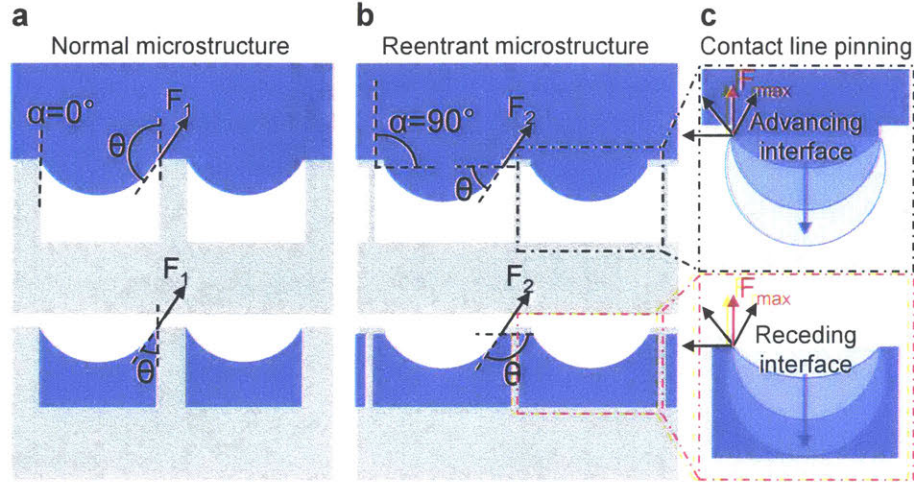 a
Normal microstructure
α=0°
F1
θ
F1
θ
b
Reentrant microstructure
α=90°
F2
θ
F2
θ
c
Contact line pinning
Fmax
Advancing
interface
Fmax
Receding
interface